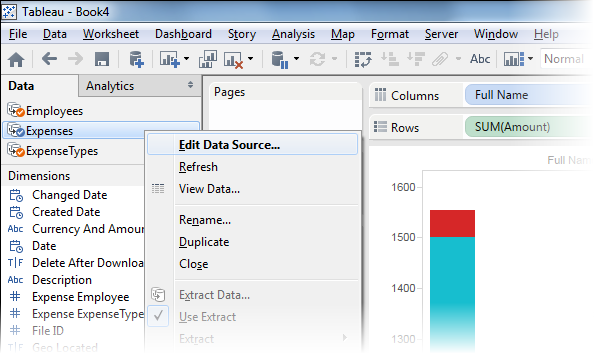 Tableau - Book4
File Data Worksheet Dashboard Story Analysis Map Format Server Window Help
Abc Normal
Data Analytics
Pages
Columns Full Name
Rows SUM(Amount)
Employees
Expenses
ExpenseTypes
Dimensions
Changed Date
Created Date
Abc Currency And Amoun
Date
T|F Delete After Downloa
Abc Description
# Expense Employee
# Expense ExpenseType
# File ID
T|F Geo Located
Edit Data Source...
Refresh
View Data...
Rename...
Duplicate
Close
Extract Data...
Use Extract
Extract
Full Name
1600
1500
1400
1300